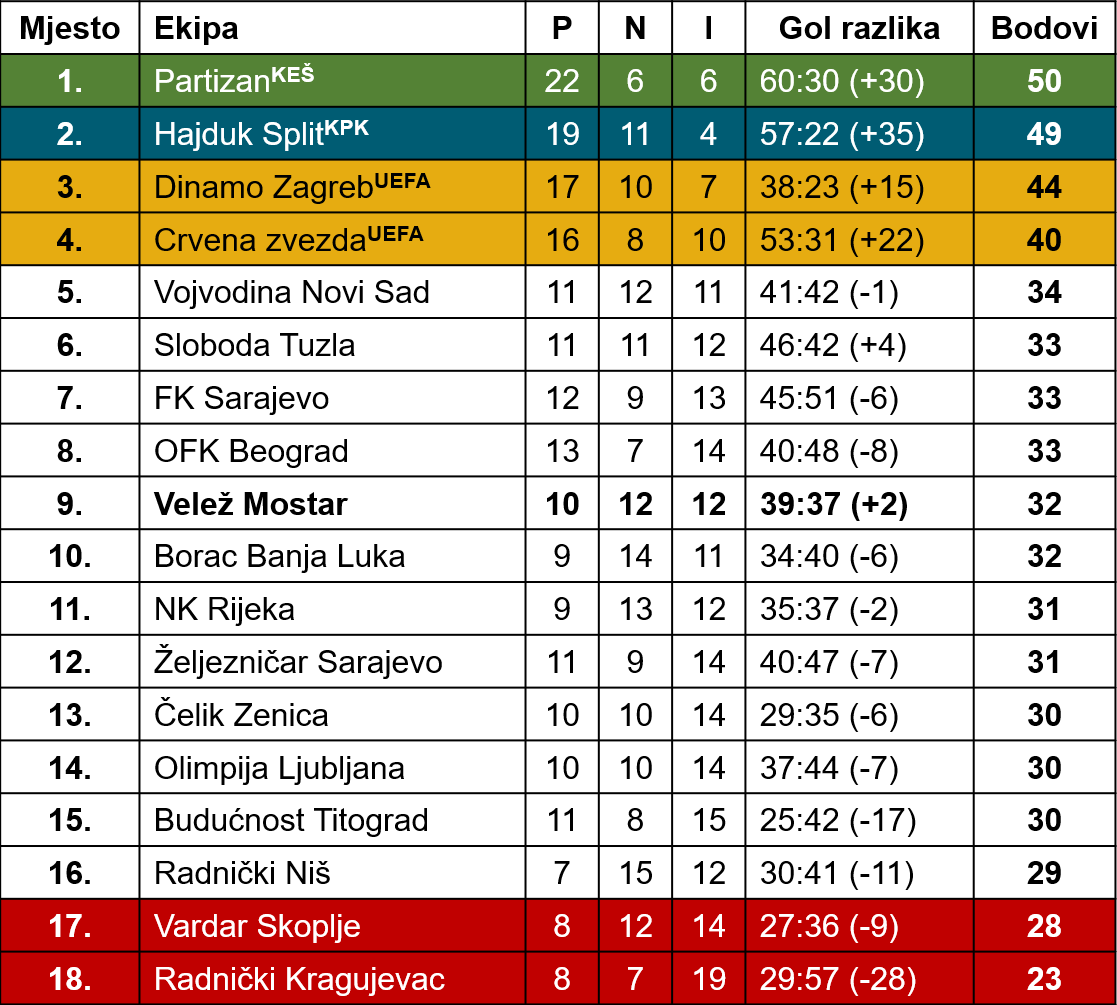 Mjesto Ekipa P N I Gol razlika Bodovi
1. Partizan KEŠ 22 6 6 60:30 (+30) 50
2. Hajduk Split KPK 19 11 4 57:22 (+35) 49
3. Dinamo Zagreb UEFA 17 10 7 38:23 (+15) 44
4. Crvena zvezda UEFA 16 8 10 53:31 (+22) 40
5. Vojvodina Novi Sad 11 12 11 41:42 (-1) 34
6. Sloboda Tuzla 11 11 12 46:42 (+4) 33
7. FK Sarajevo 12 9 13 45:51 (-6) 33
8. OFK Beograd 13 7 14 40:48 (-8) 33
9. Velež Mostar 10 12 12 39:37 (+2) 32
10. Borac Banja Luka 9 14 11 34:40 (-6) 32
11. NK Rijeka 9 13 12 35:37 (-2) 31
12. Željezničar Sarajevo 11 9 14 40:47 (-7) 31
13. Čelik Zenica 10 10 14 29:35 (-6) 30
14. Olimpija Ljubljana 10 10 14 37:44 (-7) 30
15. Budućnost Titograd 11 8 15 25:42 (-17) 30
16. Radnički Niš 7 15 12 30:41 (-11) 29
17. Vardar Skoplje 8 12 14 27:36 (-9) 28
18. Radnički Kragujevac 8 7 19 29:57 (-28) 23